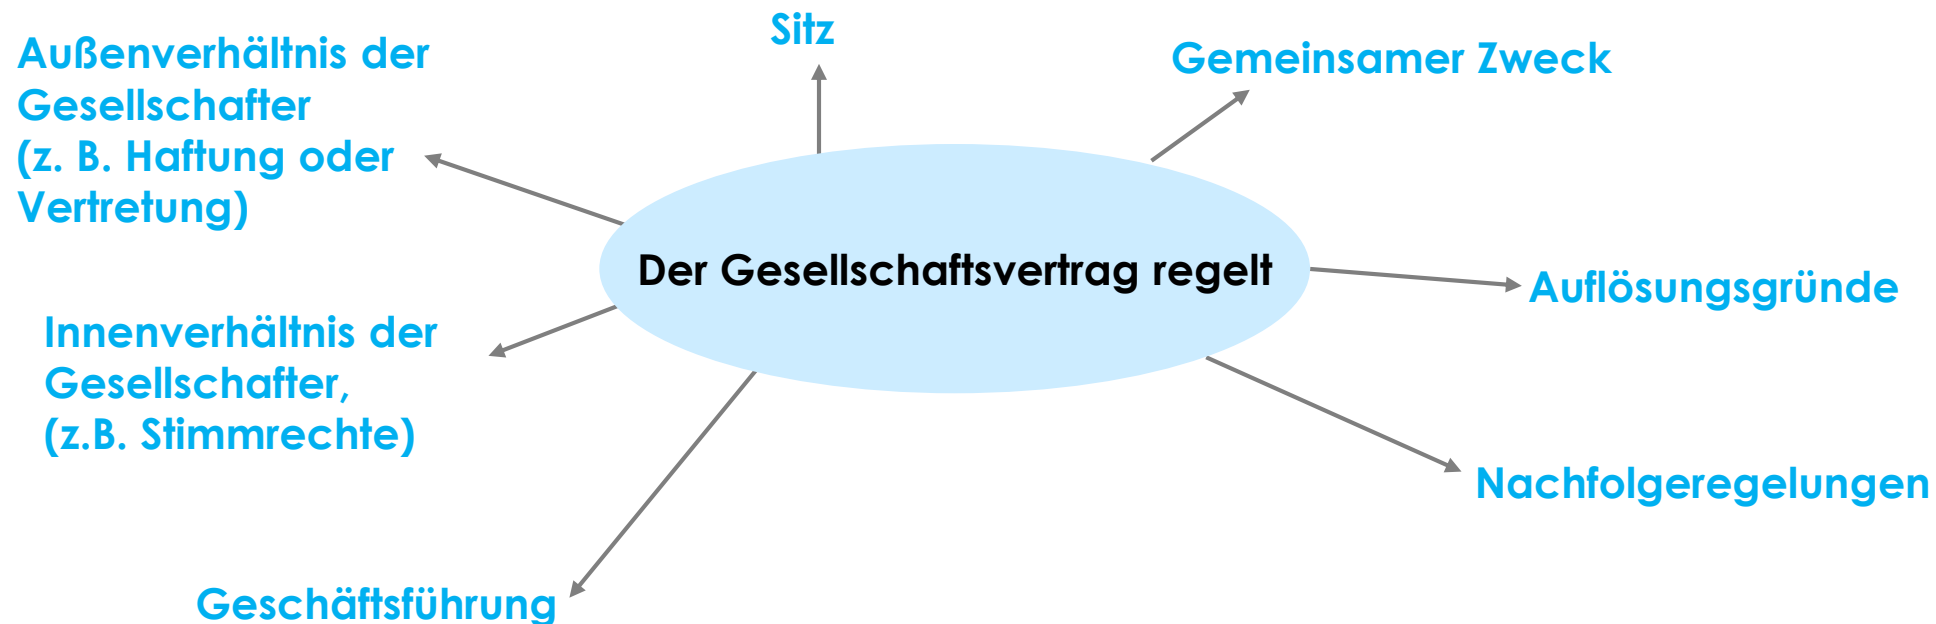 Sitz
Gemeinsamer Zweck
Außenverhältnis der
Gesellschafter
(z. B. Haftung oder
Vertretung)
Der Gesellschaftsvertrag regelt
Auflösungsgründe
Innenverhältnis der
Gesellschafter,
(z.B. Stimmrechte)
Nachfolgeregelungen
Geschäftsführung